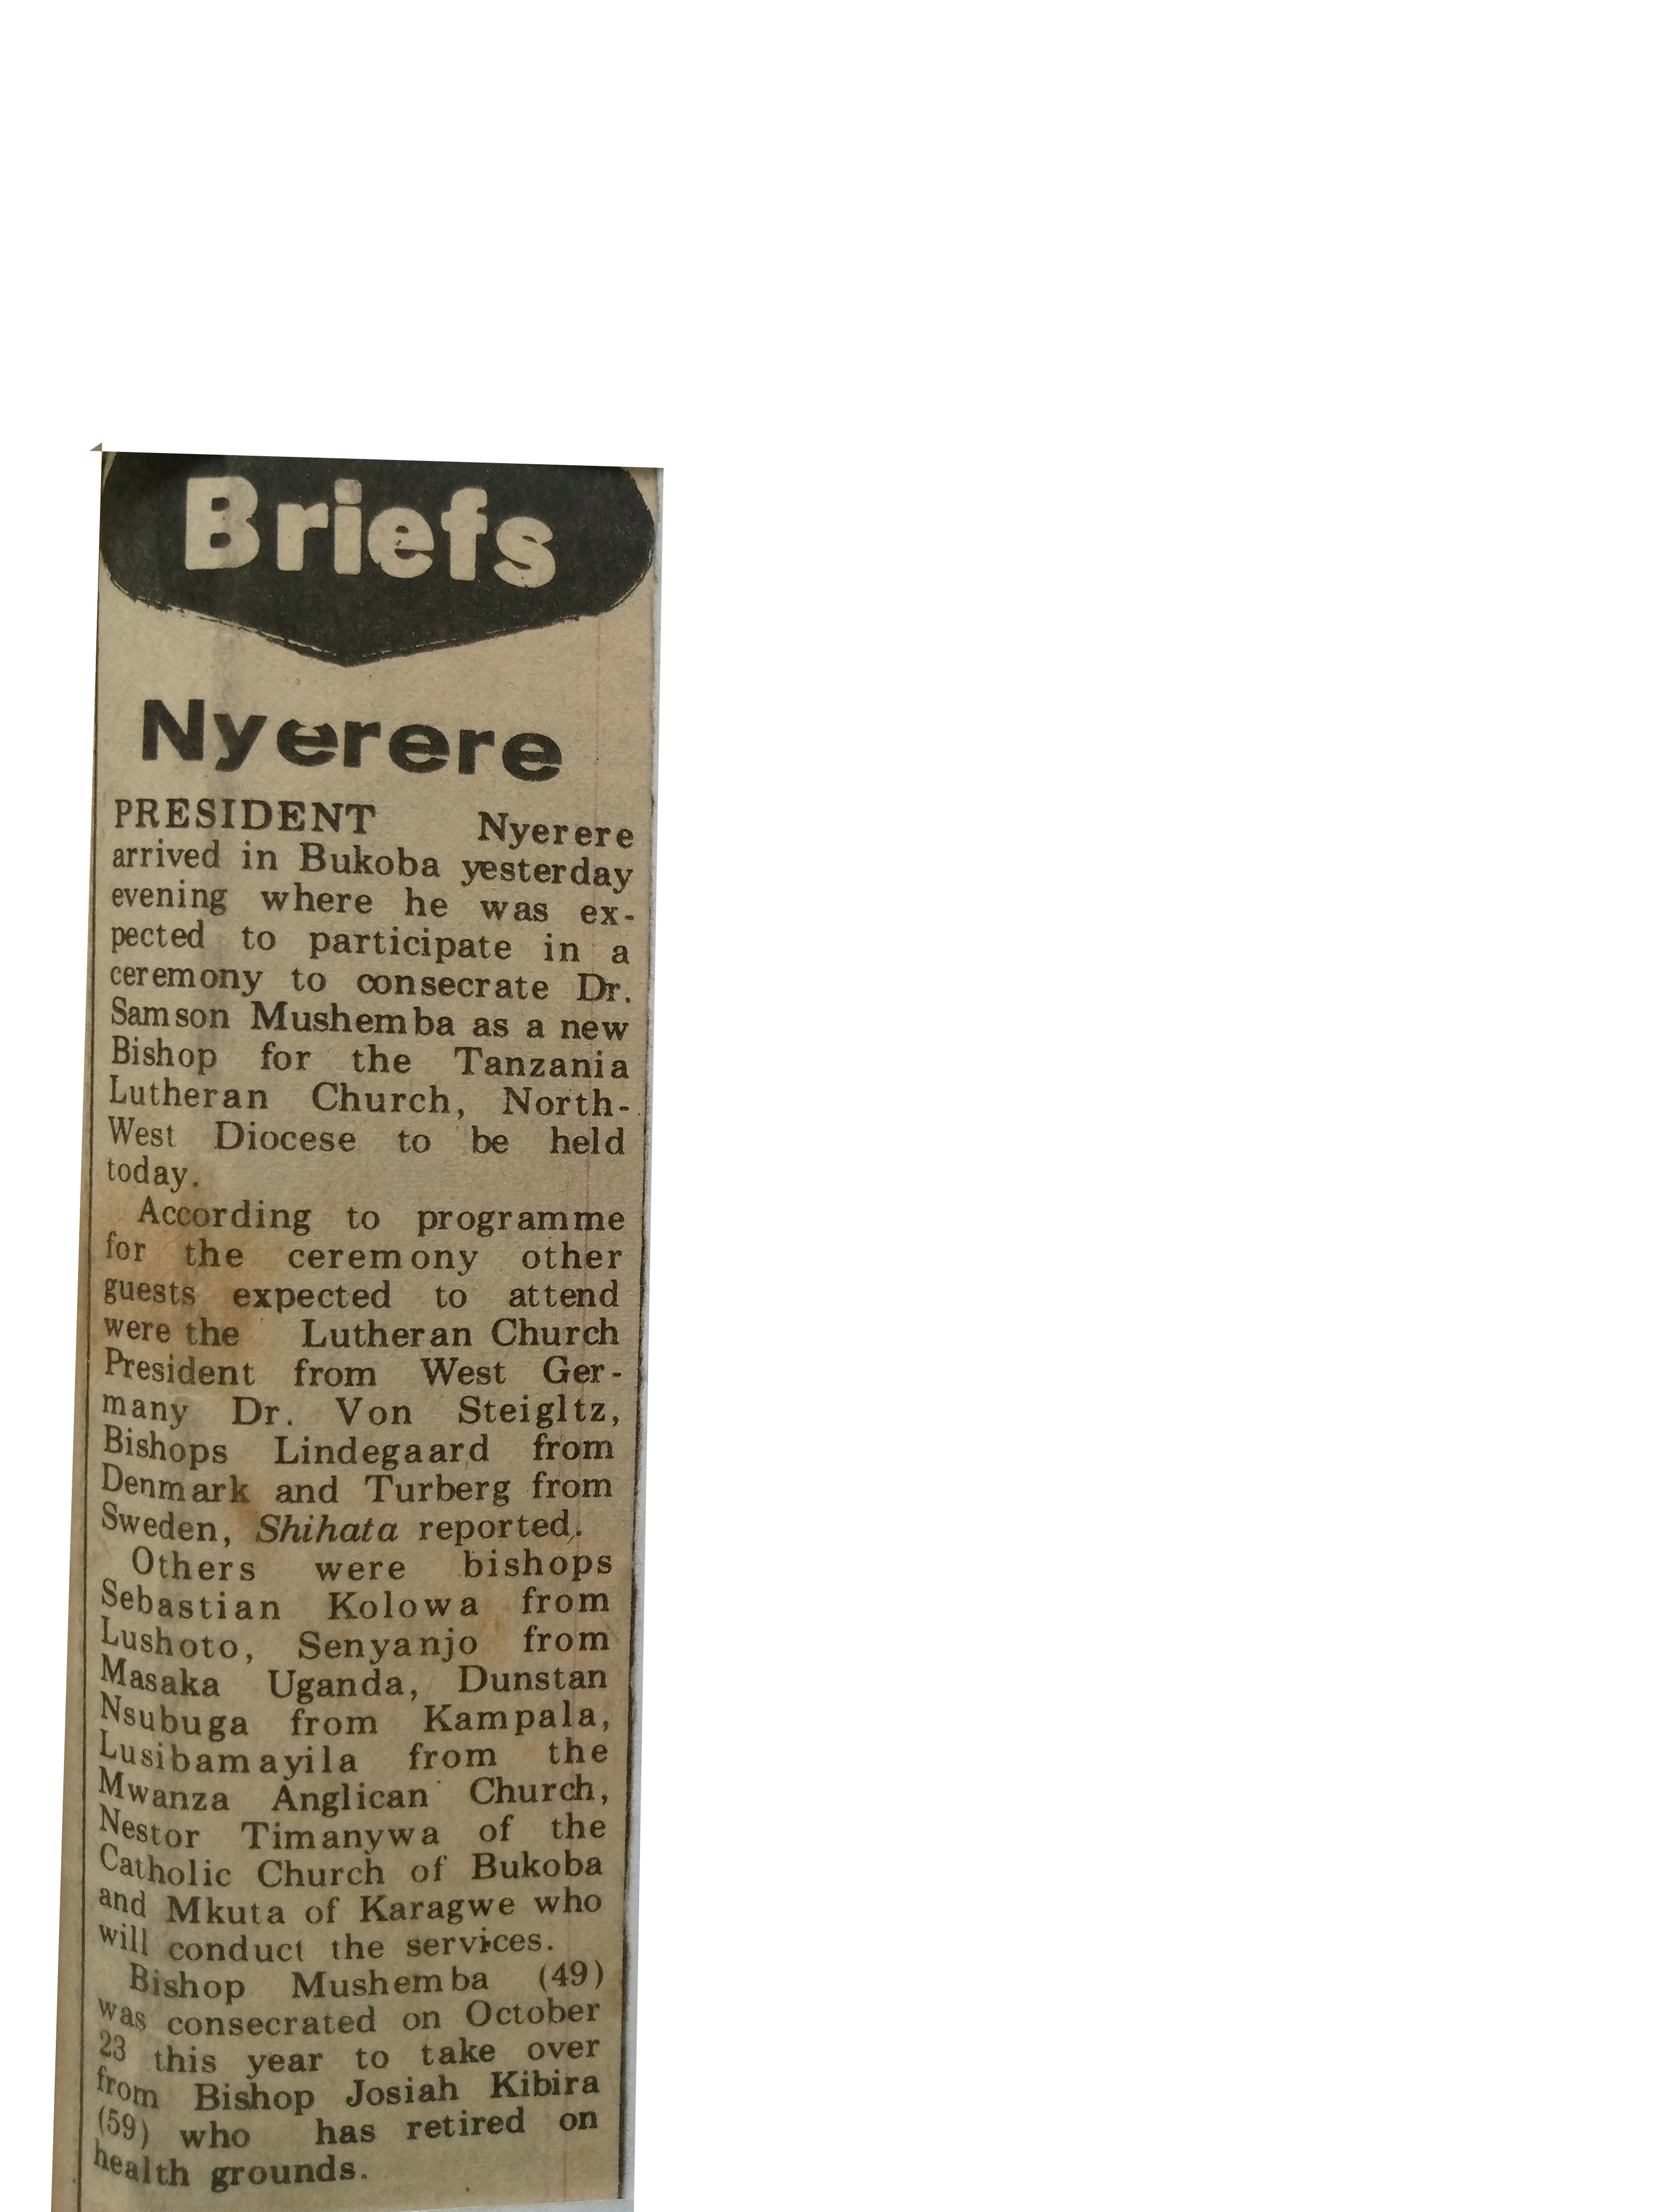 Briefs
Nyerere
PRESIDENT Nyerere
arrived in Bukoba yesterday
evening where he was ex-
pected to participate in a
ceremony to consecrate Dr.
Samson Mushemba as a new
Bishop for the Tanzania
Lutheran Church, North-
West Diocese to be held
today.
According to programme
for the ceremony other
guests expected to attend
were the Lutheran Church
President from West Ger-
many Dr. Von Steigltz,
Bishops Lindegaard from
Denmark and Turberg from
Sweden, Shihata reported.
Others were bishops
Sebastian Kolowa from
Lushoto, Senyanjo from
Masaka Uganda, Dunstan
Nsubuga from Kampala,
Lusibamayila from the
Mwanza Anglican Church,
Nestor Timanywa of the
Catholic Church of Bukoba
and Mkuta of Karagwe who
will conduct the services.
Bishop Mushemba (49)
was consecrated on October
23 this year to take over
from Bishop Josiah Kibira
(59) who has retired on
health grounds.